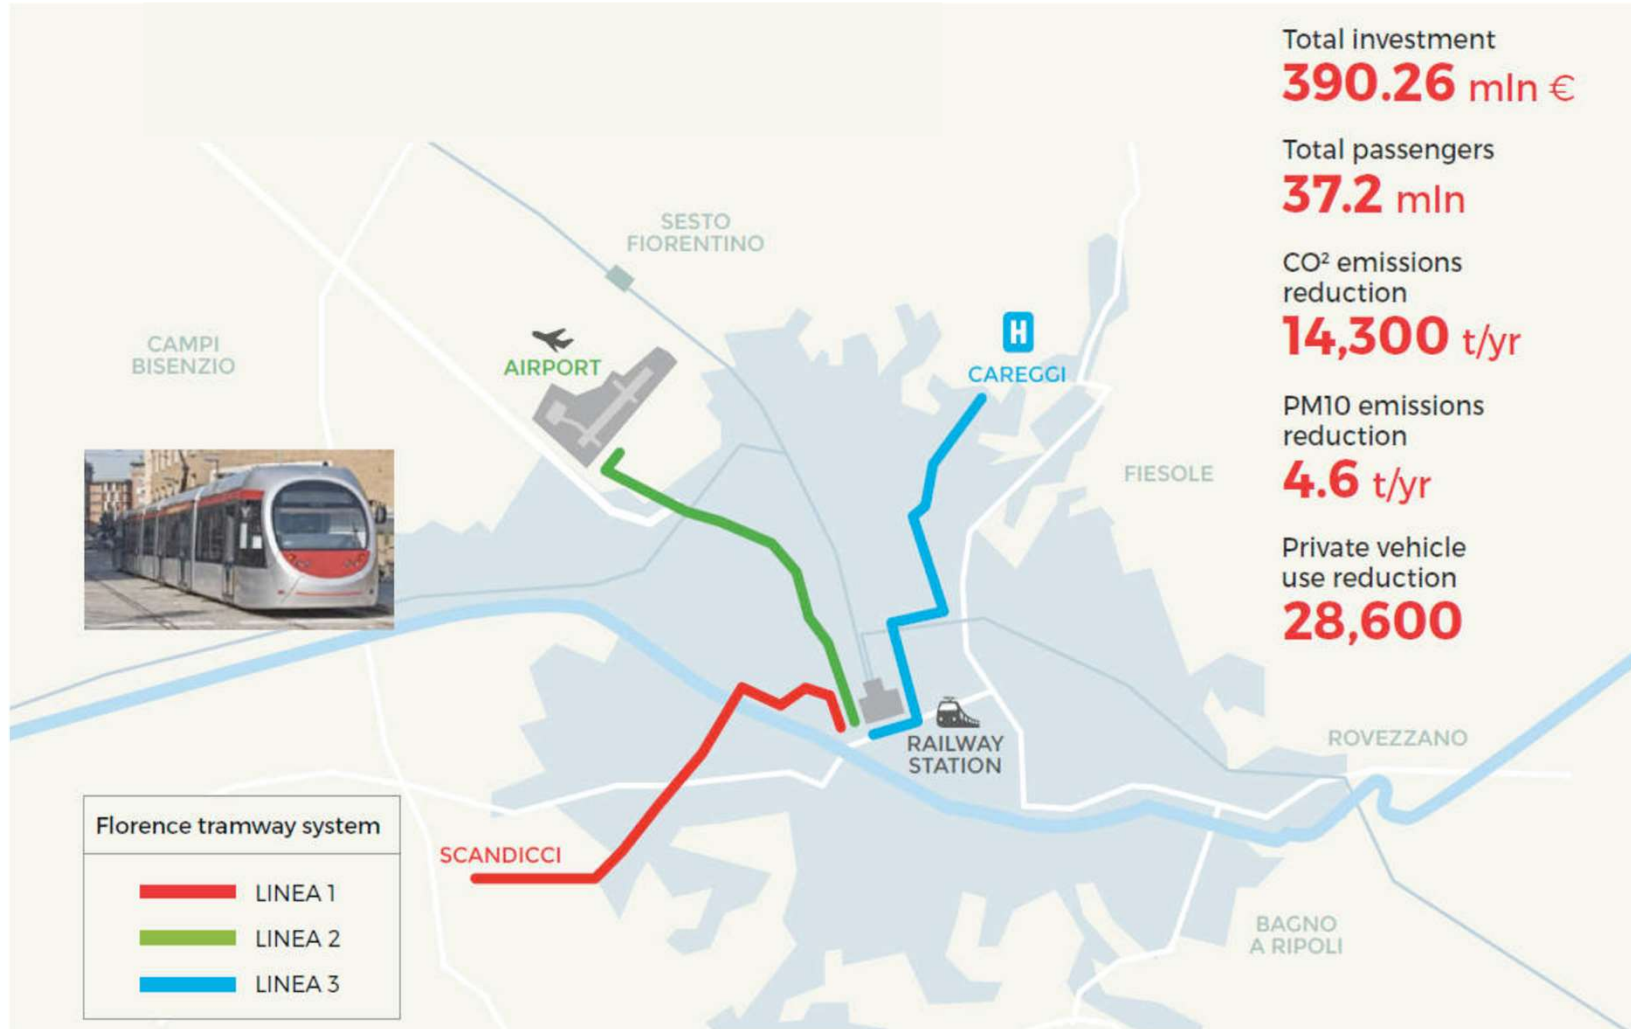 Total investment
390.26 mln €
Total passengers
37.2 mln
CO² emissions
reduction
14,300 t/yr
PM10 emissions
reduction
4.6 t/yr
Private vehicle
use reduction
28,600
SESTO
FIORENTINO
CAMPI
BISENZIO
AIRPORT
H
CAREGGI
FIESOLE
RAILWAY
STATION
ROVEZZANO
SCANDICCI
BAGNO
A RIPOLI
Florence tramway system
LINEA 1
LINEA 2
LINEA 3